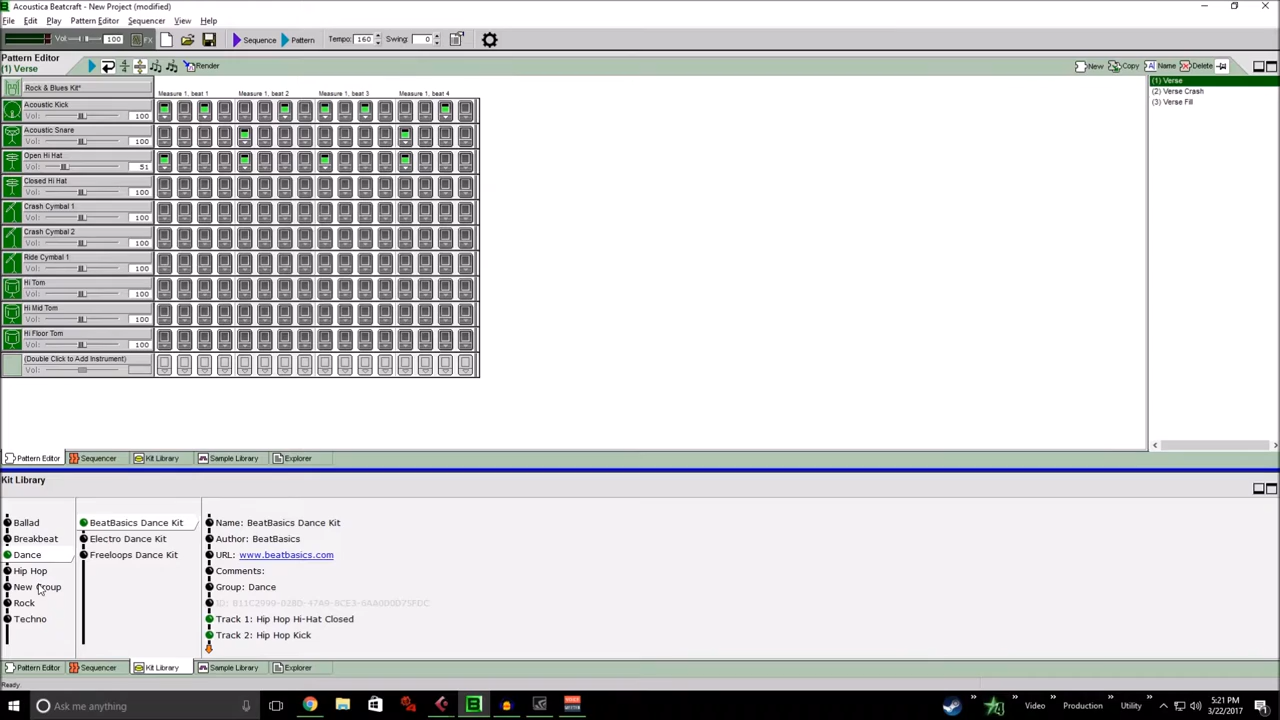 Acoustica Beatcraft - New Project (modified)
File Edit Play Pattern Editor Sequencer View Help
Vol: 100 FX Sequence Pattern Tempo: 160 Swing: 0
Pattern Editor
(1) Verse Render New Copy Name Delete
Rock & Blues Kit* Measure 1, beat 1 Measure 1, beat 2 Measure 1, beat 3 Measure 1, beat 4
(1) Verse
(2) Verse Crash
(3) Verse Fill
Acoustic Kick
Vol: 100
Acoustic Snare
Vol: 100
Open Hi Hat
Vol: 51
Closed Hi Hat
Vol: 100
Crash Cymbal 1
Vol: 100
Crash Cymbal 2
Vol: 100
Ride Cymbal 1
Vol: 100
Hi Tom
Vol: 100
Hi Mid Tom
Vol: 100
Hi Floor Tom
Vol: 100
(Double Click to Add Instrument)
Vol:
Pattern Editor Sequencer Kit Library Sample Library Explorer
Kit Library
Ballad BeatBasics Dance Kit Name: BeatBasics Dance Kit
Breakbeat Electro Dance Kit Author: BeatBasics
Dance Freeloops Dance Kit URL: www.beatbasics.com
Hip Hop Comments:
New Group Group: Dance
Rock
Techno Track 1: Hip Hop Hi-Hat Closed
Track 2: Hip Hop Kick
Pattern Editor Sequencer Kit Library Sample Library Explorer
Ready
Ask me anything Video Production Utility 5:21 PM
3/22/2017